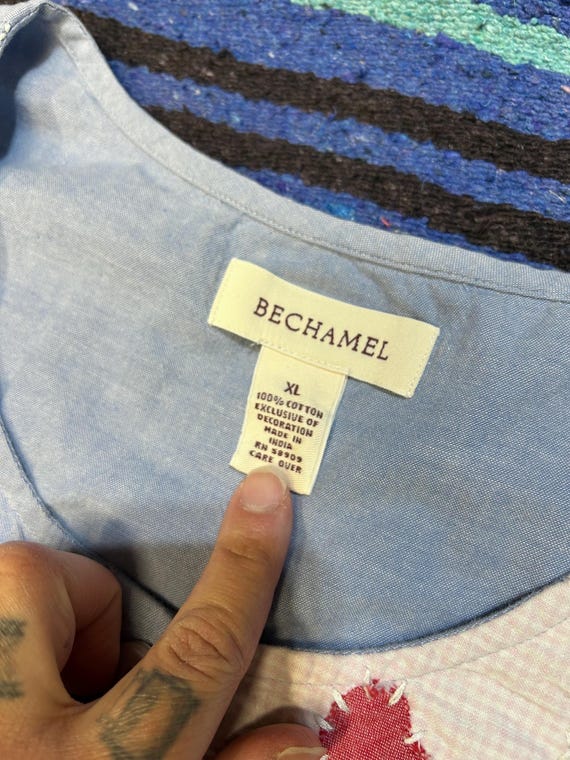 BECHAMEL
XL
100% COTTON
EXCLUSIVE OF
DECORATION
MADE IN
INDIA
RN 58909
CARE OVER